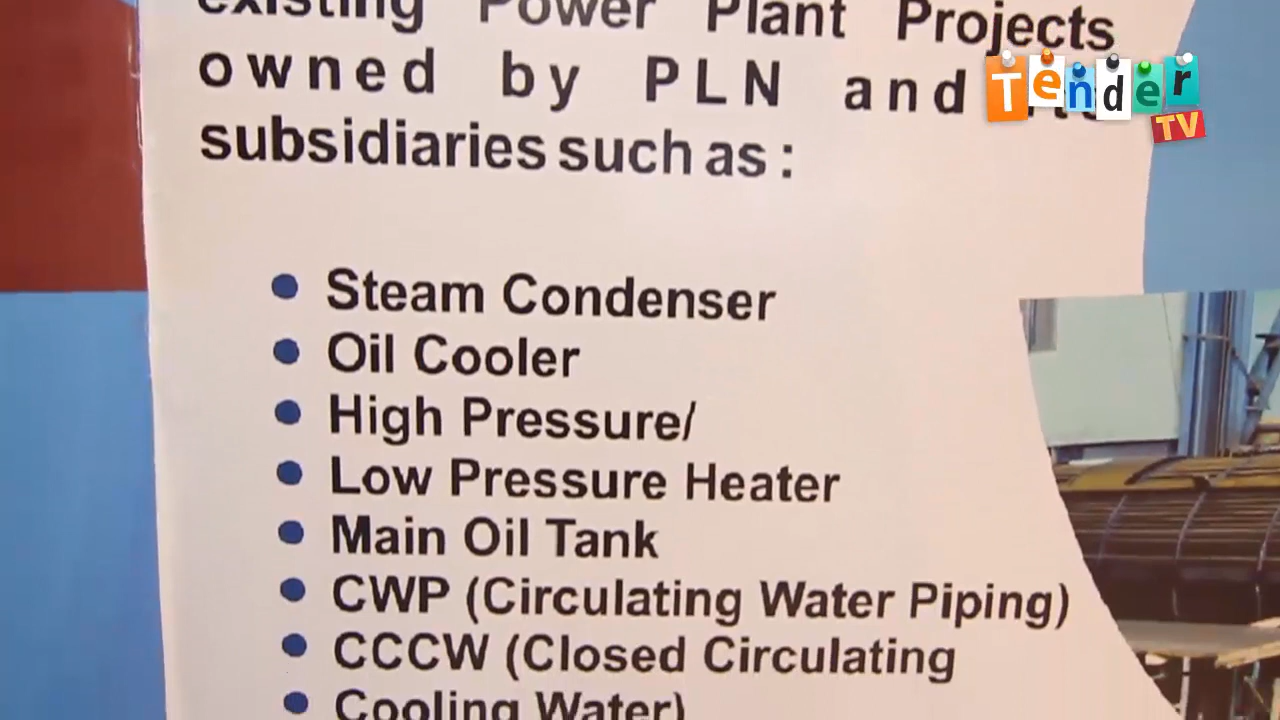 existing Power Plant Projects
owned by PLN and its
subsidiaries such as :
• Steam Condenser
• Oil Cooler
• High Pressure/
• Low Pressure Heater
• Main Oil Tank
• CWP (Circulating Water Piping)
• CCCW (Closed Circulating
• Cooling Water)
Tender
TV